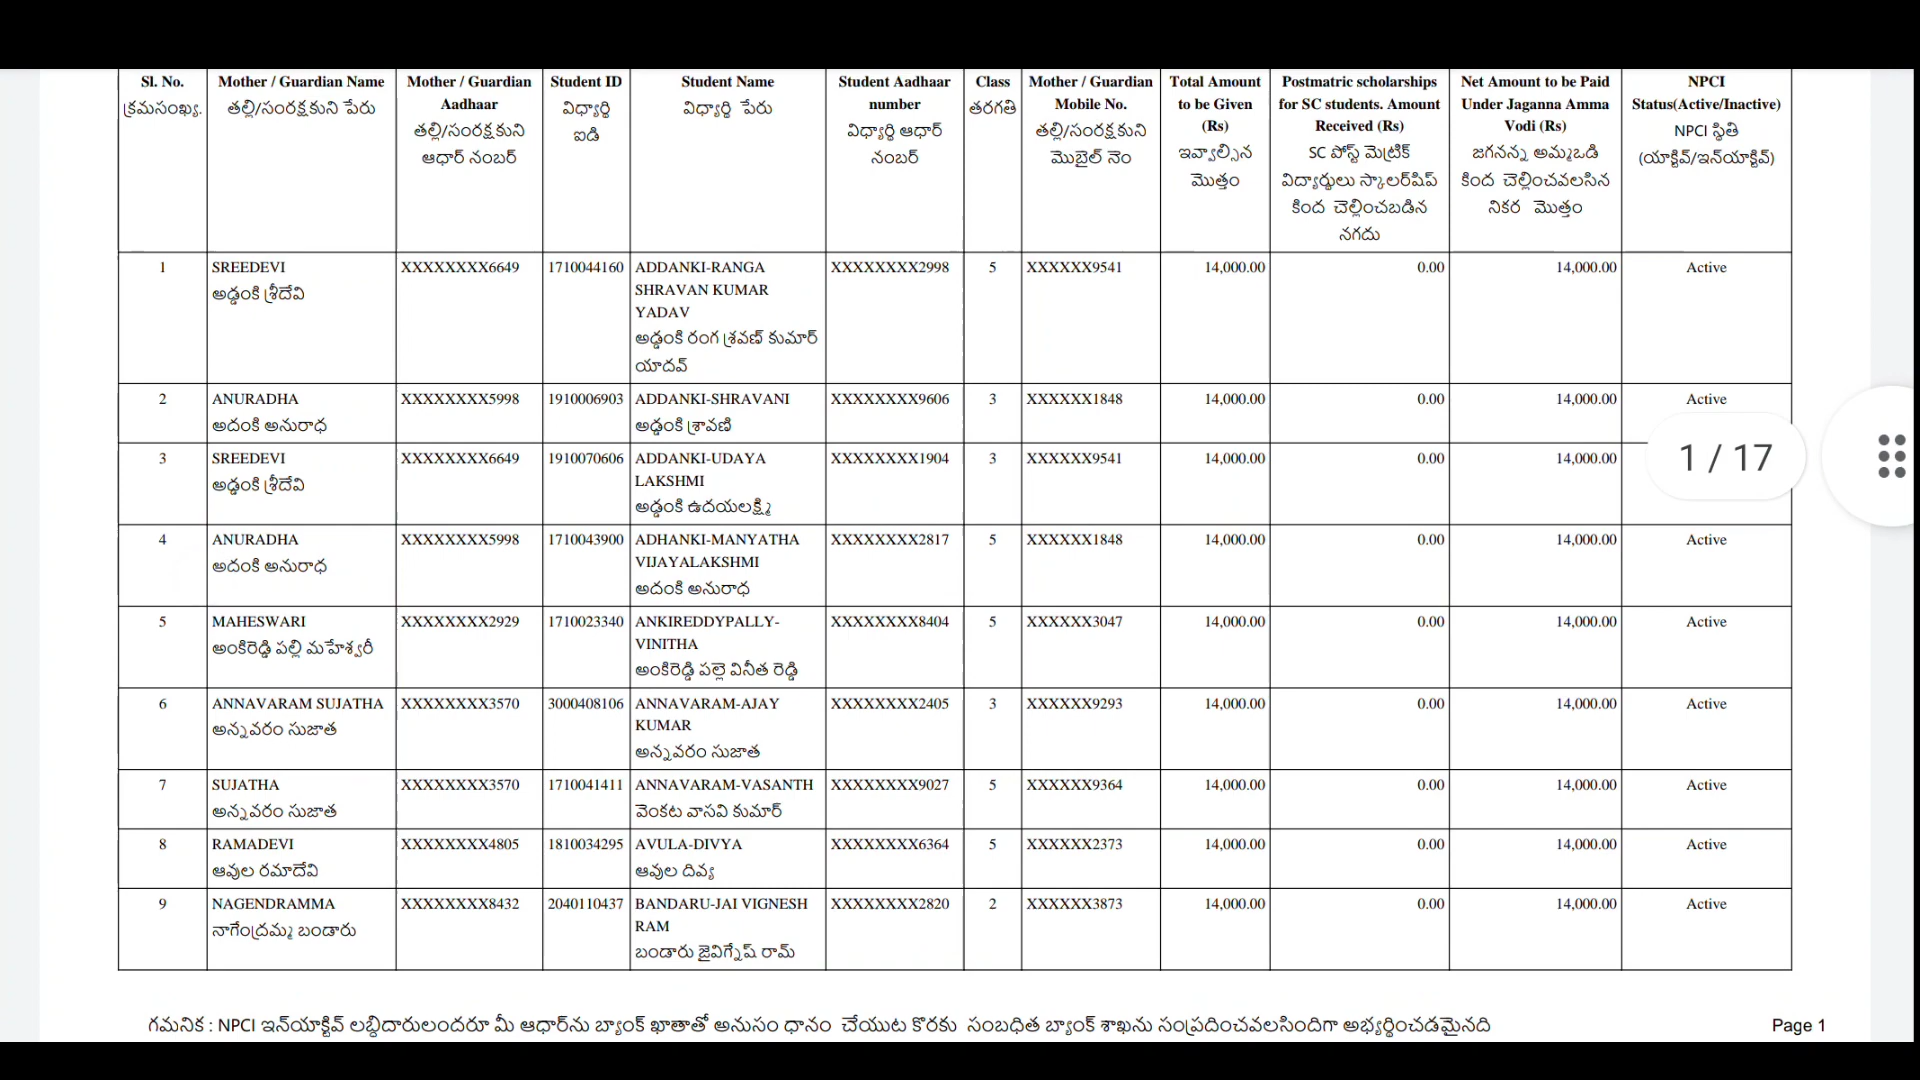 Sl. No. Mother / Guardian Name Mother / Guardian Student ID Student Name Student Aadhaar Class Mother / Guardian Total Amount Postmatric scholarships Net Amount to be Paid NPCI
క్రమసంఖ్య. తల్లి/సంరక్షకుని పేరు Aadhaar విద్యార్థి విద్యార్థి పేరు number తరగతి Mobile No. to be Given for SC students. Amount Under Jaganna Amma Status(Active/Inactive)
తల్లి/సంరక్షకుని ఐడి విద్యార్థి ఆధార్ తల్లి/సంరక్షకుని (Rs) Received (Rs) Vodi (Rs) NPCI స్థితి
ఆధార్ నంబర్ నంబర్ మొబైల్ నెం ఇవ్వాల్సిన SC పోస్ట్ మెట్రిక్ జగనన్న అమ్మఒడి (యాక్టివ్/ఇన్‌యాక్టివ్)
మొత్తం విద్యార్థులు స్కాలర్‌షిప్ కింద చెల్లించవలసిన
కింద చెల్లించబడిన నికర మొత్తం
నగదు
1 SREEDEVI XXXXXXXX6649 1710044160 ADDANKI-RANGA XXXXXXXX2998 5 XXXXXX9541 14,000.00 0.00 14,000.00 Active
అడ్డంకి శ్రీదేవి SHRAVAN KUMAR
YADAV
అడ్డంకి రంగ శ్రవణ్ కుమార్
యాదవ్
2 ANURADHA XXXXXXXX5998 1910006903 ADDANKI-SHRAVANI XXXXXXXX9606 3 XXXXXX1848 14,000.00 0.00 14,000.00 Active
అదంకి అనురాధ అడ్డంకి శ్రావణి
3 SREEDEVI XXXXXXXX6649 1910070606 ADDANKI-UDAYA XXXXXXXX1904 3 XXXXXX9541 14,000.00 0.00 14,000.00 1 / 17
అడ్డంకి శ్రీదేవి LAKSHMI
అడ్డంకి ఉదయలక్ష్మి
4 ANURADHA XXXXXXXX5998 1710043900 ADHANKI-MANYATHA XXXXXXXX2817 5 XXXXXX1848 14,000.00 0.00 14,000.00 Active
అదంకి అనురాధ VIJAYALAKSHMI
అదంకి అనురాధ
5 MAHESWARI XXXXXXXX2929 1710023340 ANKIREDDYPALLY- XXXXXXXX8404 5 XXXXXX3047 14,000.00 0.00 14,000.00 Active
అంకిరెడ్డి పల్లి మహేశ్వరీ VINITHA
అంకిరెడ్డి పల్లె వినీత రెడ్డి
6 ANNAVARAM SUJATHA XXXXXXXX3570 3000408106 ANNAVARAM-AJAY XXXXXXXX2405 3 XXXXXX9293 14,000.00 0.00 14,000.00 Active
అన్నవరం సుజాత KUMAR
అన్నవరం సుజాత
7 SUJATHA XXXXXXXX3570 1710041411 ANNAVARAM-VASANTH XXXXXXXX9027 5 XXXXXX9364 14,000.00 0.00 14,000.00 Active
అన్నవరం సుజాత వెంకట వాసవి కుమార్
8 RAMADEVI XXXXXXXX4805 1810034295 AVULA-DIVYA XXXXXXXX6364 5 XXXXXX2373 14,000.00 0.00 14,000.00 Active
ఆవుల రమాదేవి ఆవుల దివ్య
9 NAGENDRAMMA XXXXXXXX8432 2040110437 BANDARU-JAI VIGNESH XXXXXXXX2820 2 XXXXXX3873 14,000.00 0.00 14,000.00 Active
నాగేంద్రమ్మ బండారు RAM
బండారు జైవిగ్నేష్ రామ్
గమనిక : NPCI ఇన్‌యాక్టివ్ లబ్ధిదారులందరూ మీ ఆధార్‌ను బ్యాంక్ ఖాతాతో అనుసం ధానం చేయుట కొరకు సంబధిత బ్యాంక్ శాఖను సంప్రదించవలసిందిగా అభ్యర్థించడమైనది Page 1